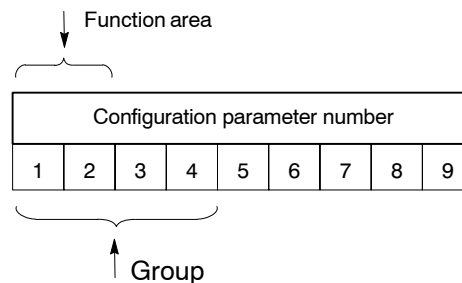 Function area
Configuration parameter number
1 2 3 4 5 6 7 8 9
Group